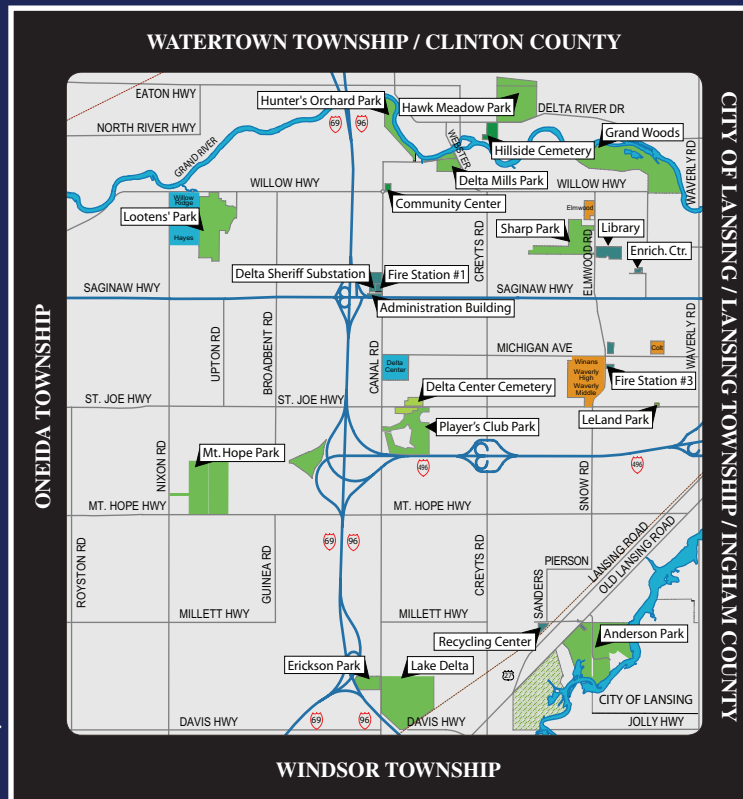 WATERTOWN TOWNSHIP / CLINTON COUNTY
EATON HWY
Hunter's Orchard Park
Hawk Meadow Park
DELTA RIVER DR
NORTH RIVER HWY
69
96
WEBSTER
Grand Woods
GRAND RIVER
Hillside Cemetery
WAVERLY RD
Delta Mills Park
WILLOW HWY
WILLOW HWY
Willow Ridge
Community Center
Elmwood
Lootens' Park
Hayes
Sharp Park
Library
CREYTS RD
ELMWOOD RD
Enrich. Ctr.
Delta Sheriff Substation
Fire Station #1
SAGINAW HWY
SAGINAW HWY
Administration Building
UPTON RD
BROADBENT RD
CANAL RD
MICHIGAN AVE
Colt
WAVERLY RD
Delta Center
Winans
Waverly High
Waverly Middle
Fire Station #3
Delta Center Cemetery
ST. JOE HWY
ST. JOE HWY
LeLand Park
Player's Club Park
NIXON RD
Mt. Hope Park
496
496
SNOW RD
MT. HOPE HWY
MT. HOPE HWY
69
96
ROYSTON RD
GUINEA RD
CREYTS RD
LANSING ROAD
OLD LANSING ROAD
PIERSON
SANDERS
MILLETT HWY
MILLETT HWY
Recycling Center
Anderson Park
Erickson Park
Lake Delta
CITY OF LANSING
69
96
DAVIS HWY
DAVIS HWY
JOLLY HWY
ONEIDA TOWNSHIP
CITY OF LANSING / LANSING TOWNSHIP / INGHAM COUNTY
WINDSOR TOWNSHIP